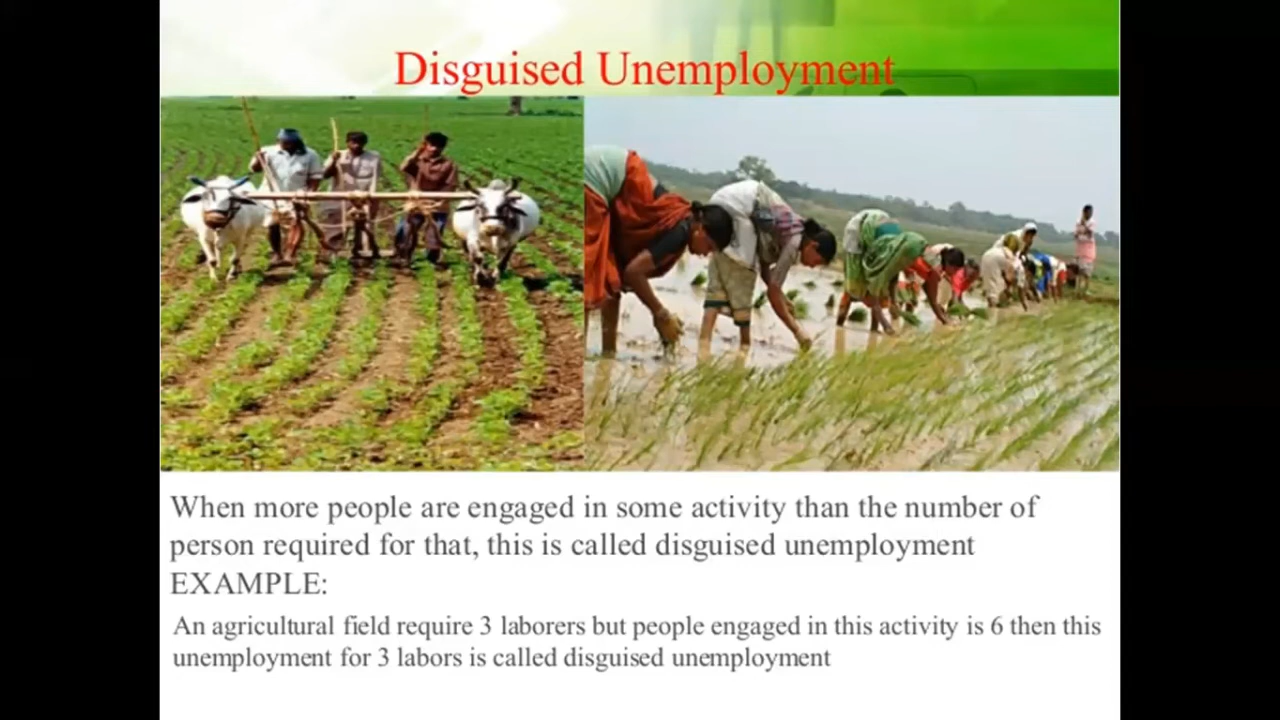 Disguised Unemployment
When more people are engaged in some activity than the number of
person required for that, this is called disguised unemployment
EXAMPLE:
An agricultural field require 3 laborers but people engaged in this activity is 6 then this
unemployment for 3 labors is called disguised unemployment